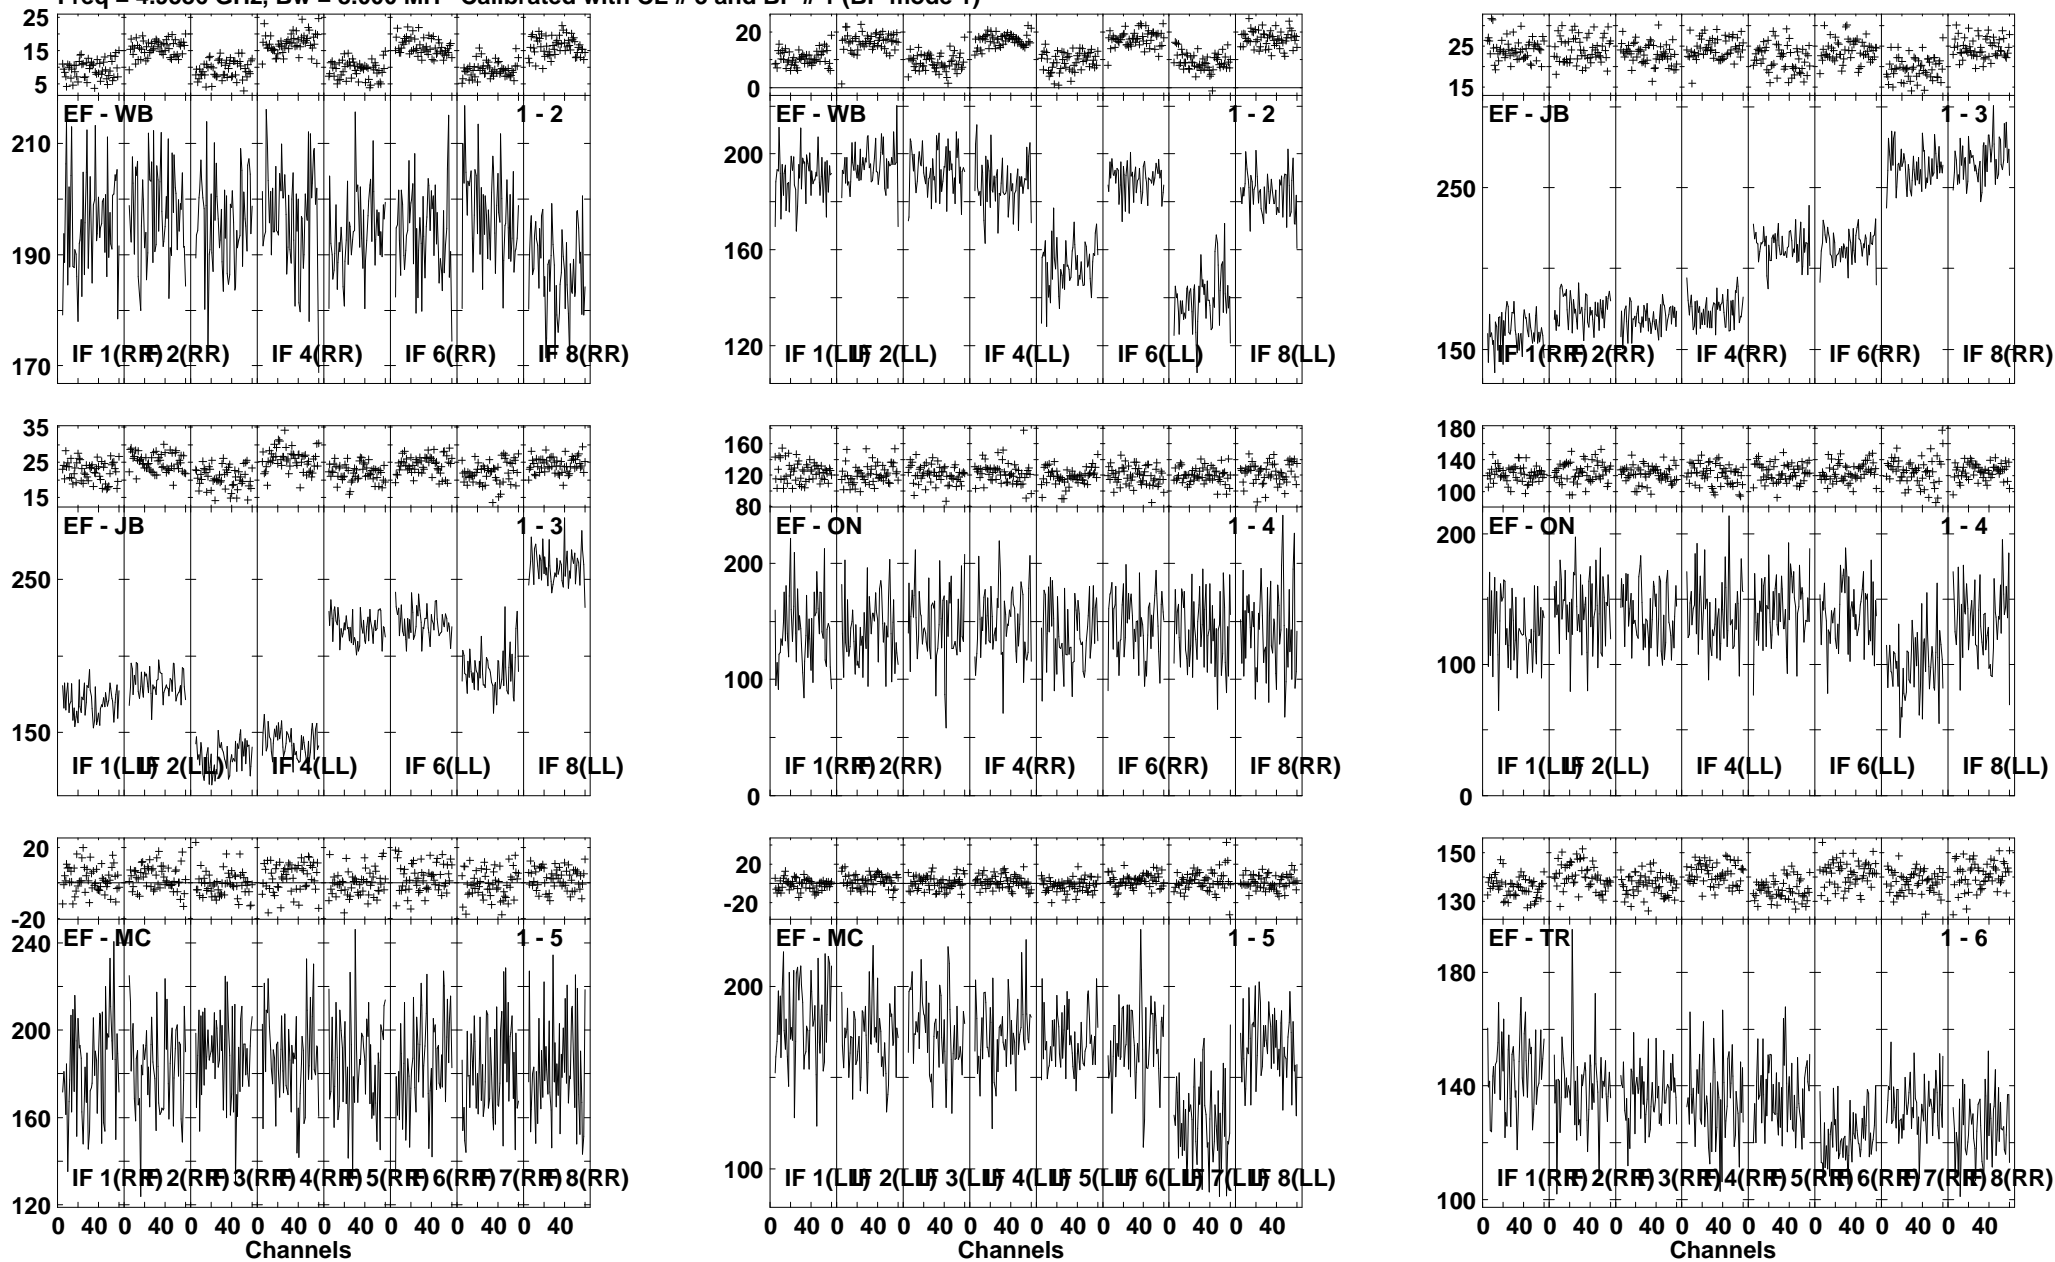 25 15 5
EF - WB 1 - 2
210 190 170
IF 1(RR) IF 2(RR) IF 4(RR) IF 6(RR) IF 8(RR)
20 0
EF - WB 1 - 2
200 160 120
IF 1(LL) IF 2(LL) IF 4(LL) IF 6(LL) IF 8(LL)
25 15
EF - JB 1 - 3
250 150
IF 1(RR) IF 2(RR) IF 4(RR) IF 6(RR) IF 8(RR)
35 25 15
EF - JB 1 - 3
250 150
IF 1(LL) IF 2(LL) IF 4(LL) IF 6(LL) IF 8(LL)
160 120 80
EF - ON 1 - 4
200 100 0
IF 1(RR) IF 2(RR) IF 4(RR) IF 6(RR) IF 8(RR)
180 140 100
EF - ON 1 - 4
200 100 0
IF 1(LL) IF 2(LL) IF 4(LL) IF 6(LL) IF 8(LL)
20 -20
EF - MC 1 - 5
240 200 160 120
IF 1(RR) IF 2(RR) IF 3(RR) IF 4(RR) IF 5(RR) IF 6(RR) IF 7(RR) IF 8(RR)
0 40 0 40 0 40 0 40 0 40 0 40 0 40 0 40
Channels
20 -20
EF - MC 1 - 5
200 100
IF 1(LL) IF 2(LL) IF 3(LL) IF 4(LL) IF 5(LL) IF 6(LL) IF 7(LL) IF 8(LL)
0 40 0 40 0 40 0 40 0 40 0 40 0 40 0 40
Channels
150 130
EF - TR 1 - 6
180 140 100
IF 1(RR) IF 2(RR) IF 3(RR) IF 4(RR) IF 5(RR) IF 6(RR) IF 7(RR) IF 8(RR)
0 40 0 40 0 40 0 40 0 40 0 40 0 40 0 40
Channels